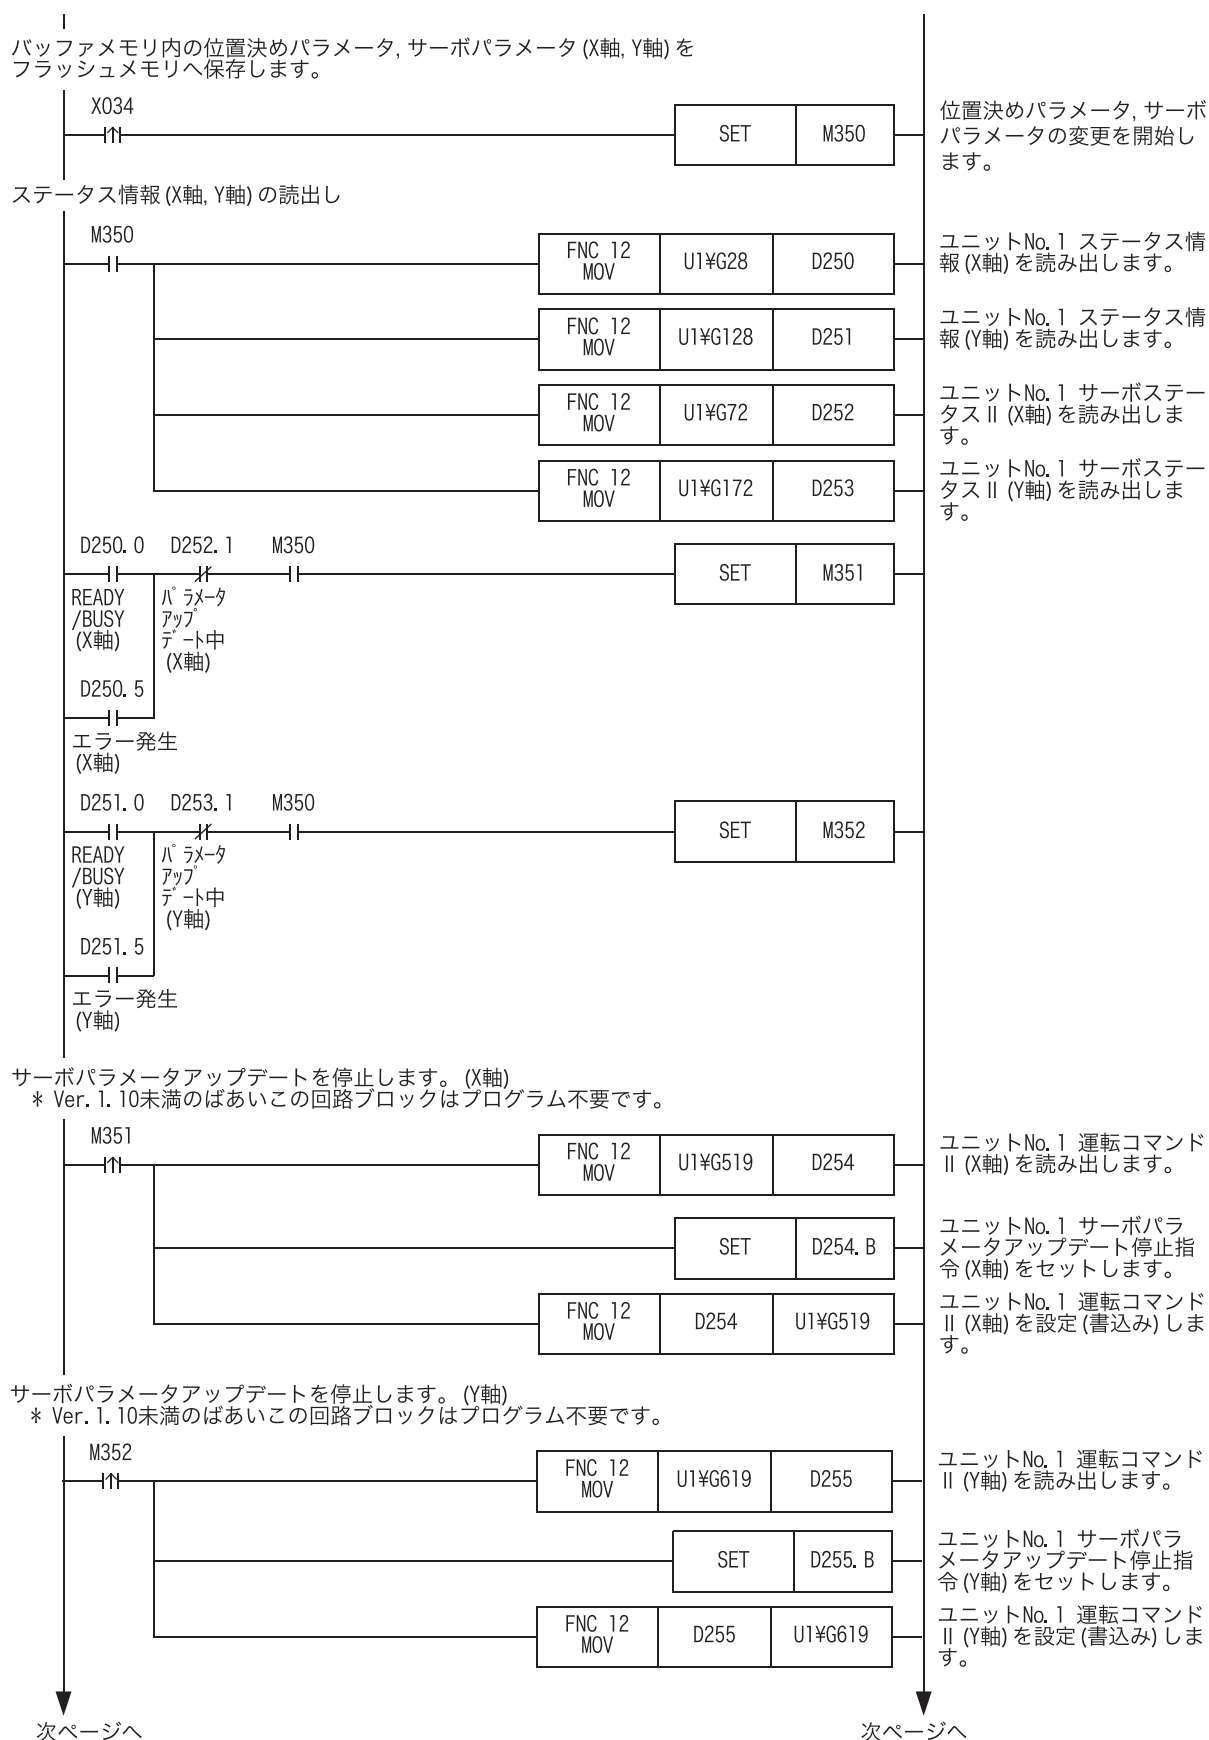 バッファメモリ内の位置決めパラメータ, サーボパラメータ (X軸, Y軸) を
フラッシュメモリへ保存します。
X034
SET M350
位置決めパラメータ, サーボ
パラメータの変更を開始し
ます。
ステータス情報 (X軸, Y軸) の読出し
M350
FNC 12
MOV
U1¥G28 D250
ユニットNo. 1 ステータス情
報 (X軸) を読み出します。
FNC 12
MOV
U1¥G128 D251
ユニットNo. 1 ステータス情
報 (Y軸) を読み出します。
FNC 12
MOV
U1¥G72 D252
ユニットNo. 1 サーボステー
タスⅡ (X軸) を読み出しま
す。
FNC 12
MOV
U1¥G172 D253
ユニットNo. 1 サーボステー
タスⅡ (Y軸) を読み出しま
す。
D250. 0 D252. 1 M350
SET M351
READY
/BUSY
(X軸)
パラメータ
アップ
デート中
(X軸)
D250. 5
エラー発生
(X軸)
D251. 0 D253. 1 M350
SET M352
READY
/BUSY
(Y軸)
パラメータ
アップ
デート中
(Y軸)
D251. 5
エラー発生
(Y軸)
サーボパラメータアップデートを停止します。 (X軸)
* Ver. 1. 10未満のばあいこの回路ブロックはプログラム不要です。
M351
FNC 12
MOV
U1¥G519 D254
ユニットNo. 1 運転コマンド
Ⅱ (X軸) を読み出します。
SET D254. B
ユニットNo. 1 サーボパラ
メータアップデート停止指
令 (X軸) をセットします。
FNC 12
MOV
D254 U1¥G519
ユニットNo. 1 運転コマンド
Ⅱ (X軸) を設定 (書込み) しま
す。
サーボパラメータアップデートを停止します。 (Y軸)
* Ver. 1. 10未満のばあいこの回路ブロックはプログラム不要です。
M352
FNC 12
MOV
U1¥G619 D255
ユニットNo. 1 運転コマンド
Ⅱ (Y軸) を読み出します。
SET D255. B
ユニットNo. 1 サーボパラ
メータアップデート停止指
令 (Y軸) をセットします。
FNC 12
MOV
D255 U1¥G619
ユニットNo. 1 運転コマンド
Ⅱ (Y軸) を設定 (書込み) しま
す。
次ページへ 次ページへ